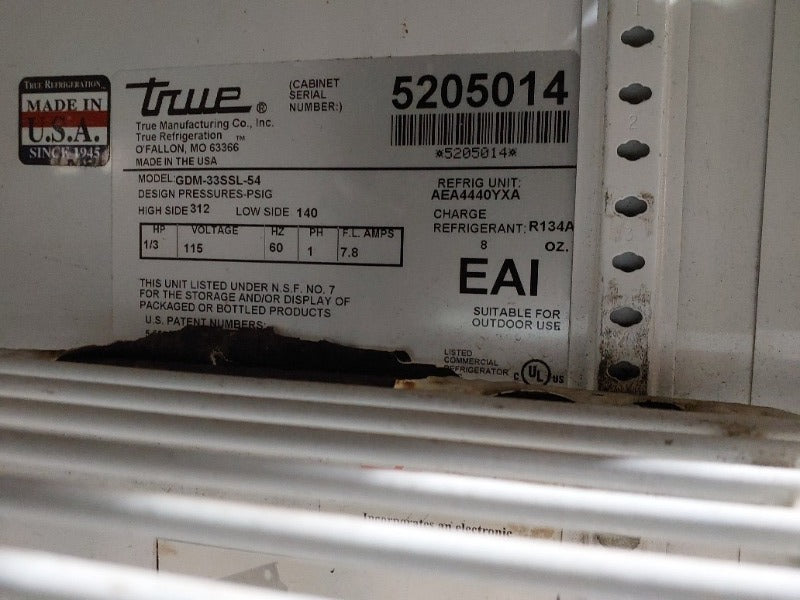 TRUE REFRIGERATION
MADE IN
U.S.A.
SINCE 1945
True ®
True Manufacturing Co., Inc.
True Refrigeration ™
O'FALLON, MO 63366
MADE IN THE USA
(CABINET
SERIAL
NUMBER:)
5205014
*5205014*
MODEL: GDM-33SSL-54
DESIGN PRESSURES-PSIG
HIGH SIDE 312 LOW SIDE 140
HP VOLTAGE HZ PH F.L. AMPS
1/3 115 60 1 7.8
REFRIG UNIT:
AEA4440YXA
CHARGE
REFRIGERANT: R134A
8 OZ.
EAI
SUITABLE FOR
OUTDOOR USE
THIS UNIT LISTED UNDER N.S.F. NO. 7
FOR THE STORAGE AND/OR DISPLAY OF
PACKAGED OR BOTTLED PRODUCTS
U.S. PATENT NUMBERS:
LISTED
COMMERCIAL
REFRIGERATOR
C UL US
2
Incorporates an electronic